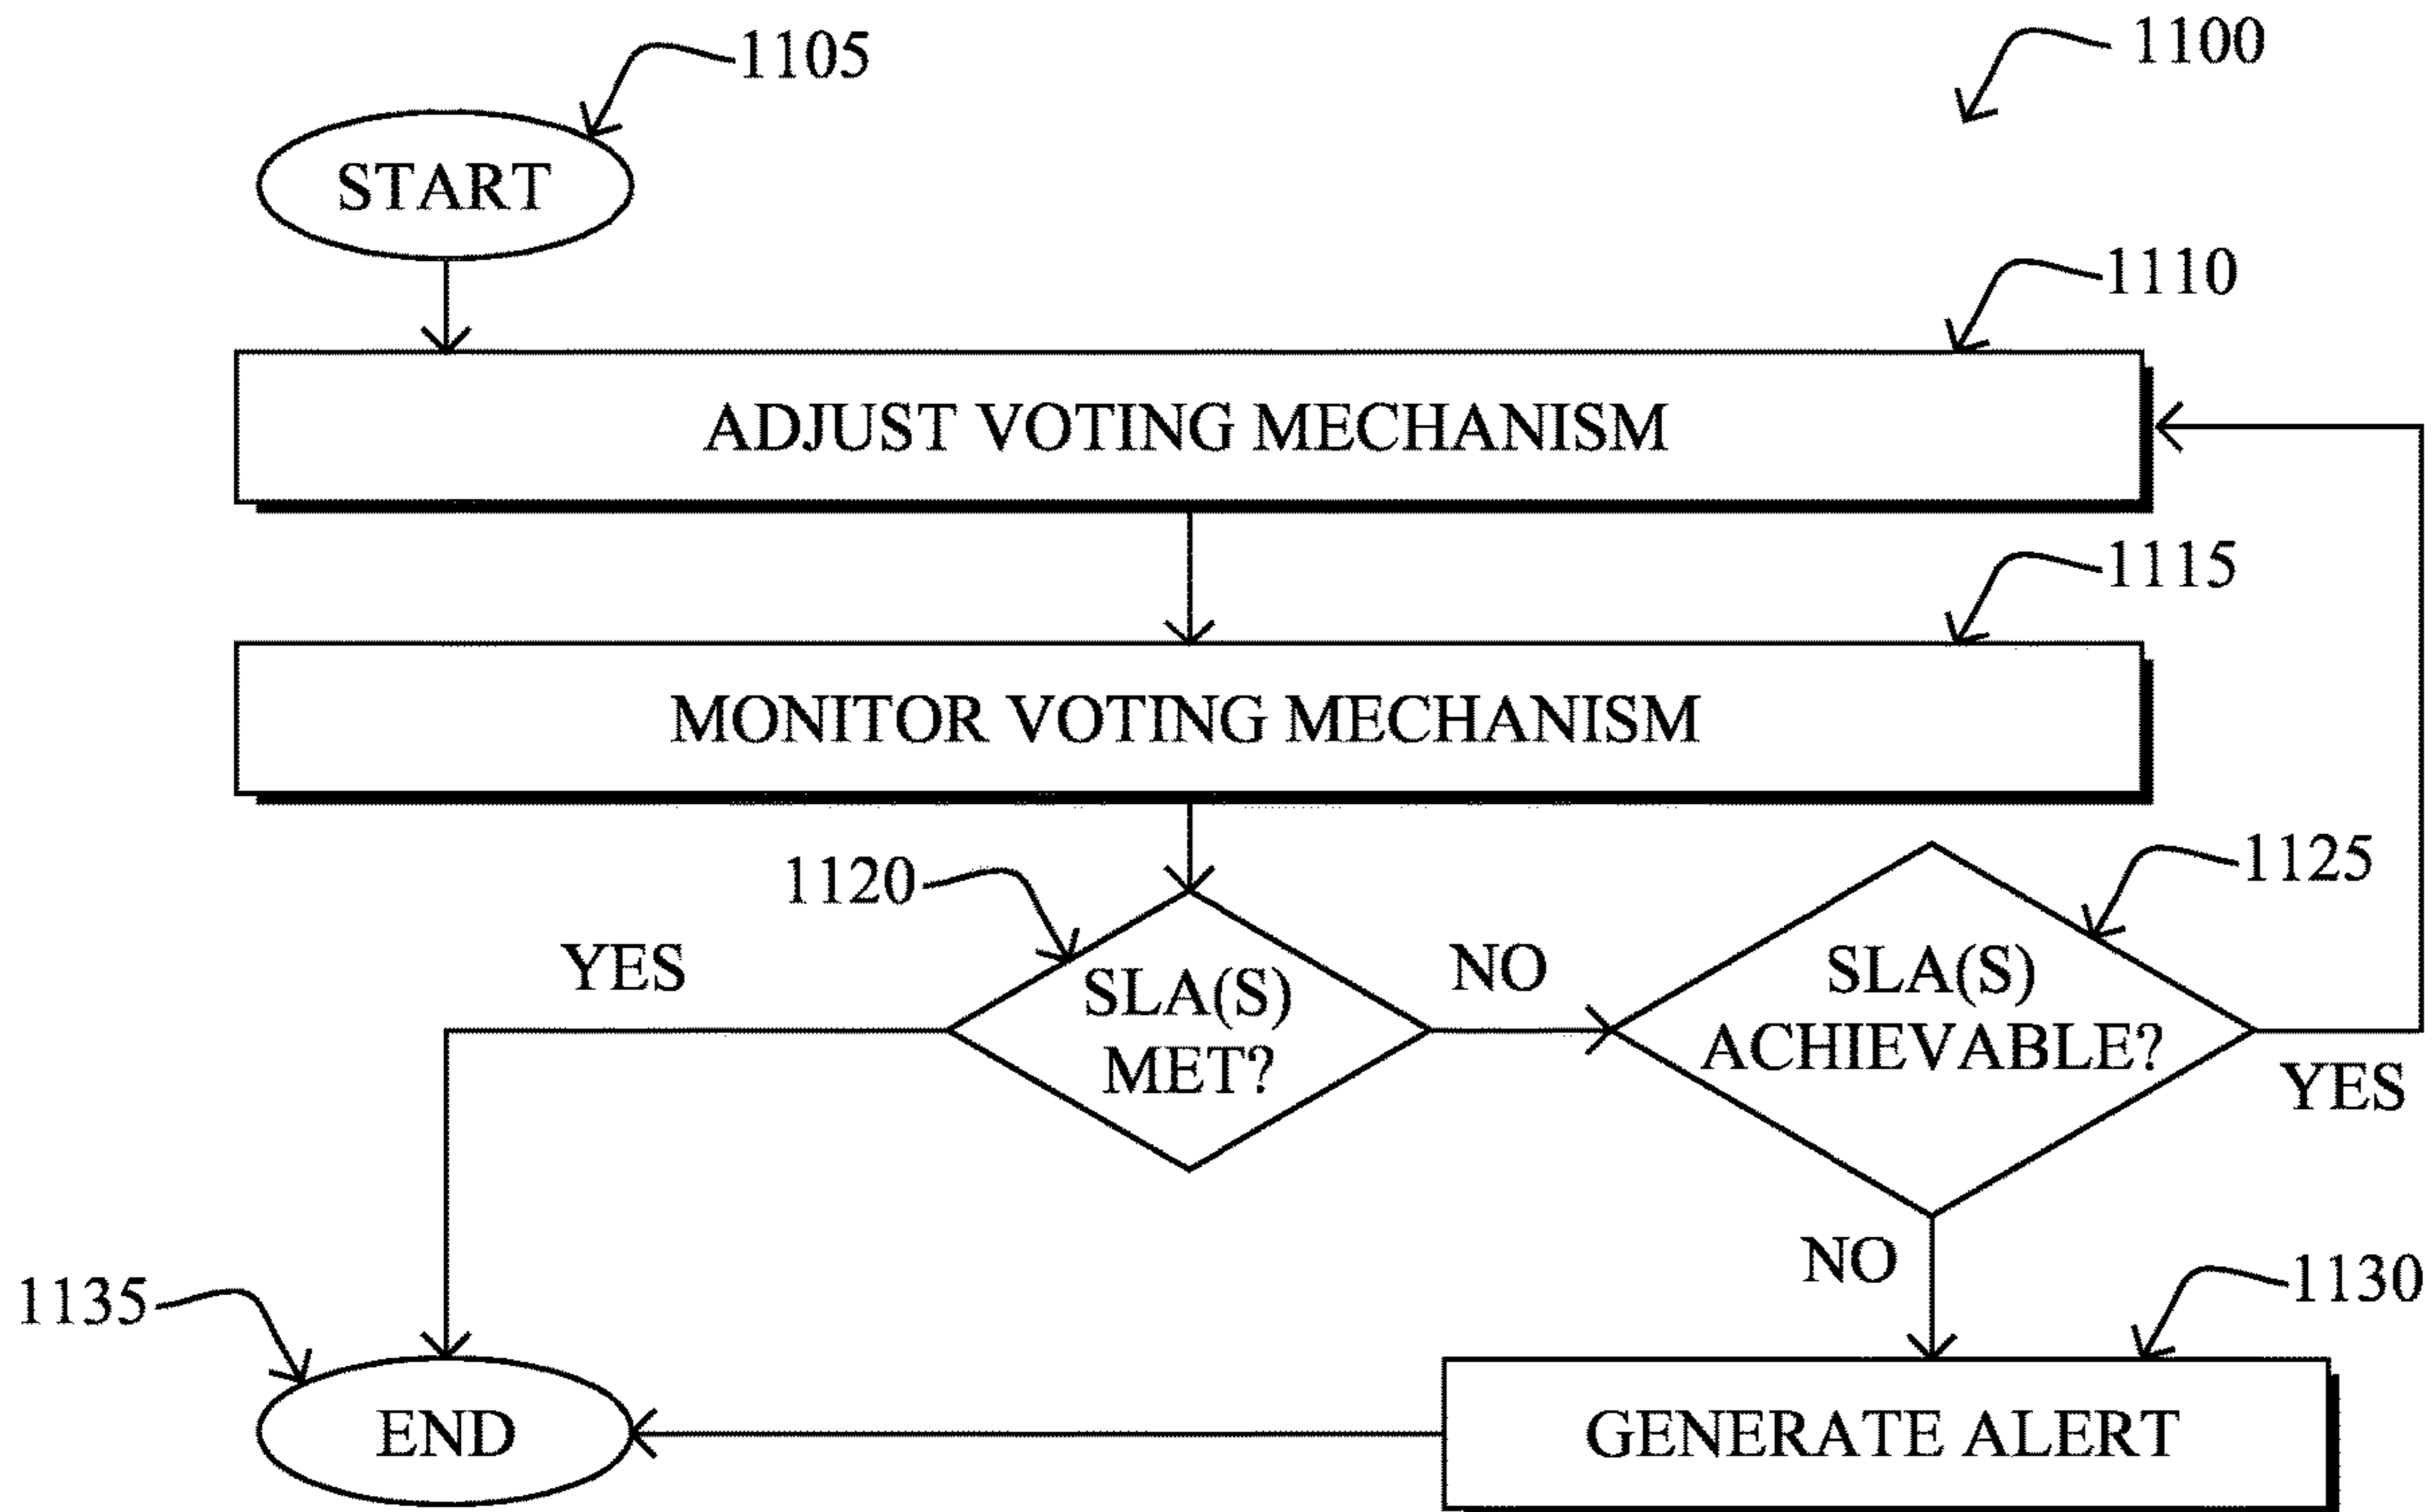 1105
1100
START
1110
ADJUST VOTING MECHANISM
1115
MONITOR VOTING MECHANISM
1120
1125
YES
SLA(S)
MET?
NO
SLA(S)
ACHIEVABLE?
YES
NO
1135
1130
END
GENERATE ALERT